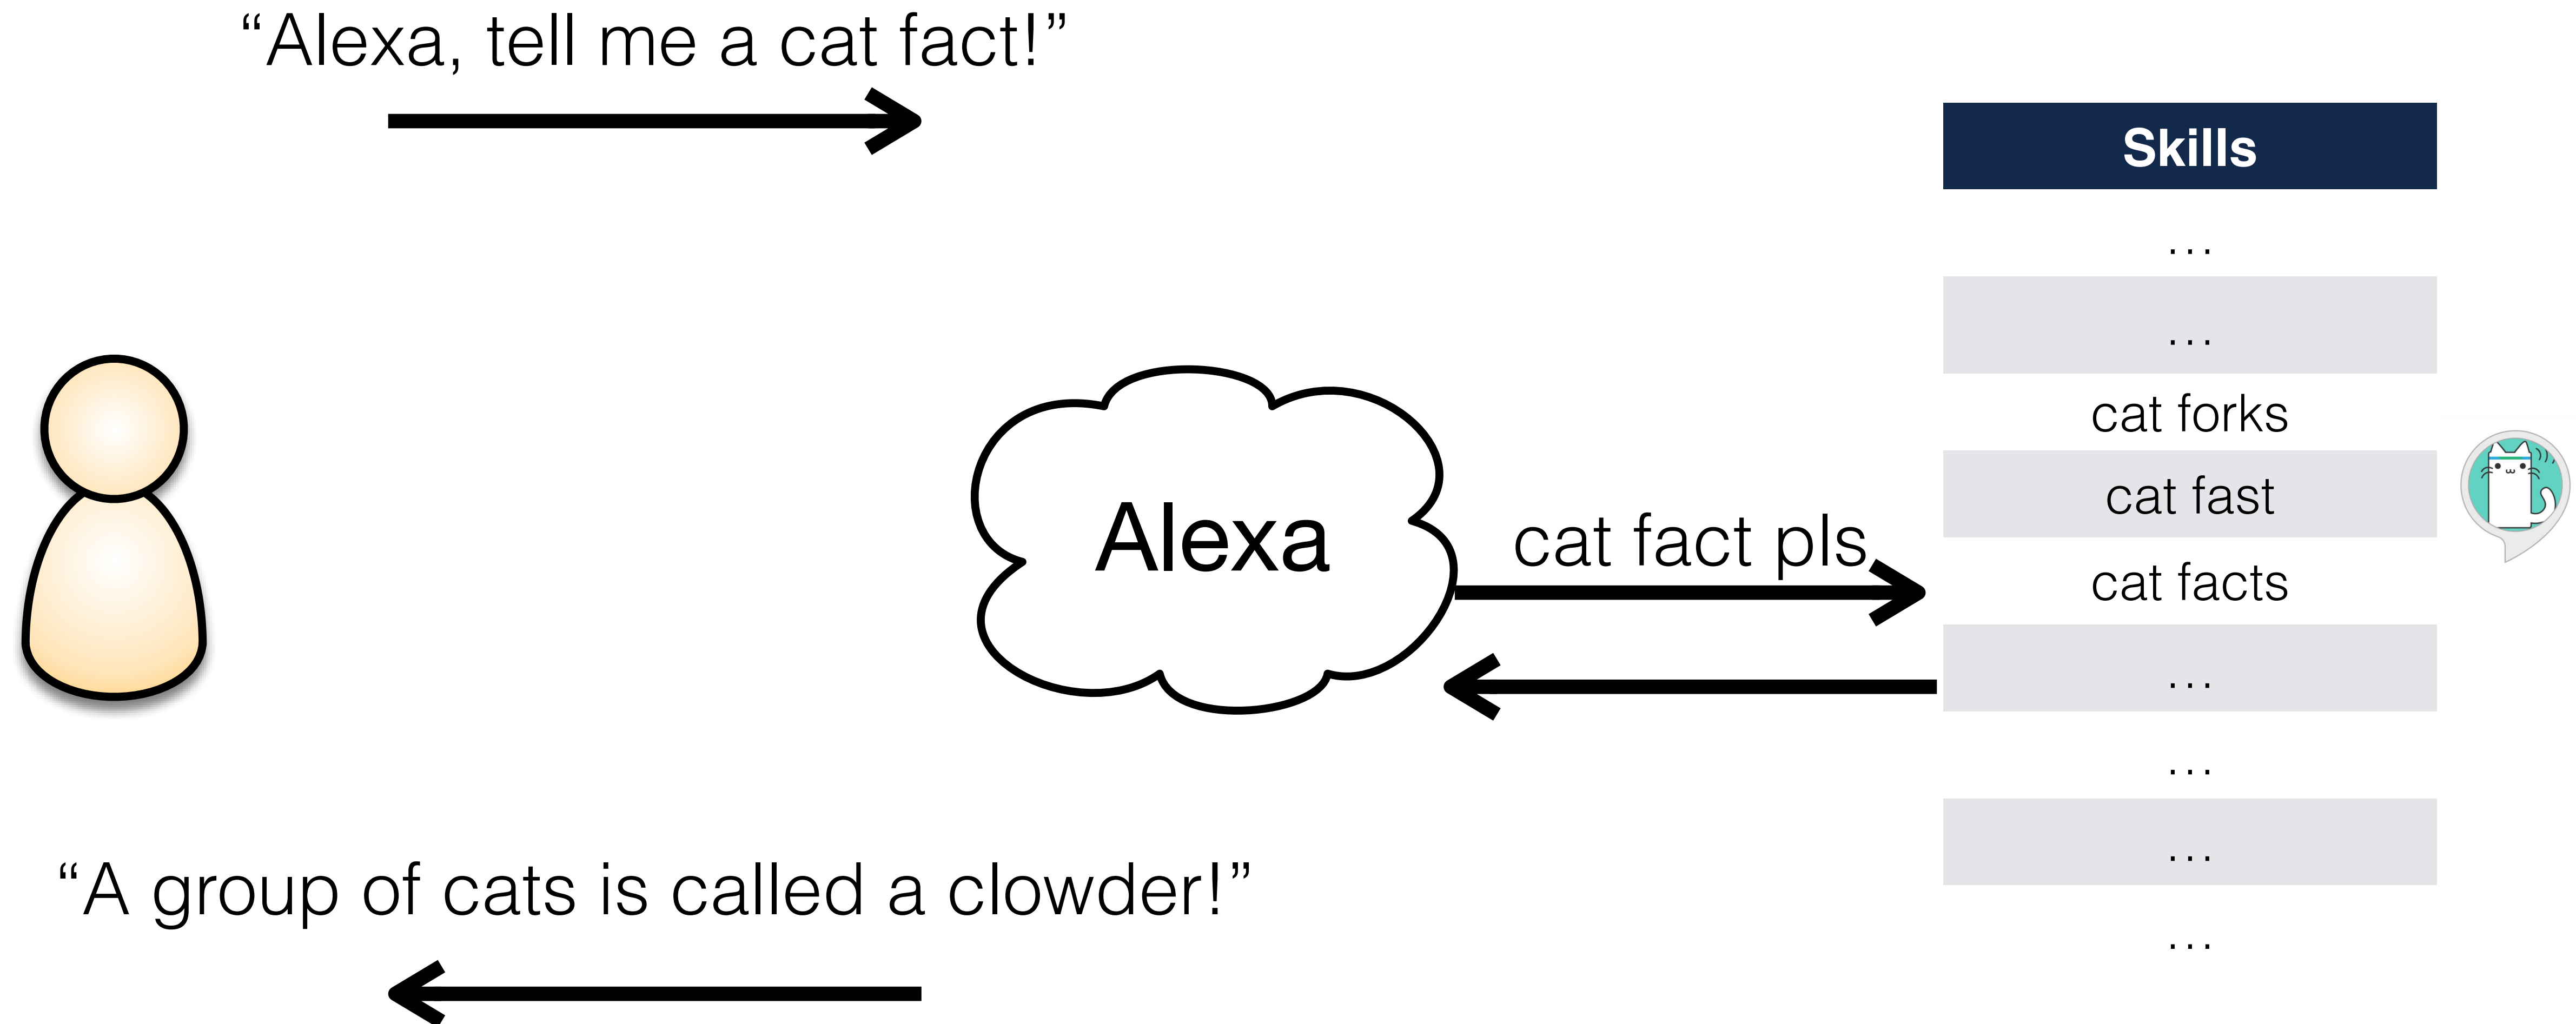 “Alexa, tell me a cat fact!”
Skills
...
...
cat forks
cat fast
Alexa
cat fact pls
cat facts
...
...
...
“A group of cats is called a clowder!”
...